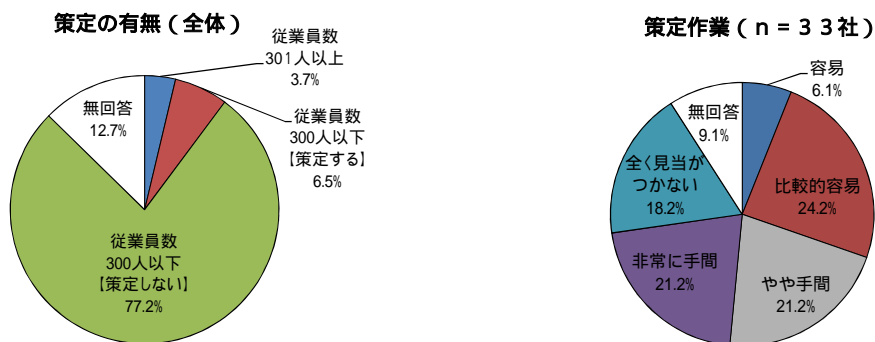 策定の有無（全体）
従業員数
301人以上
3.7%
従業員数
300人以下
【策定する】
6.5%
無回答
12.7%
従業員数
300人以下
【策定しない】
77.2%
策定作業（ｎ＝３３社）
容易
6.1%
比較的容易
24.2%
やや手間
21.2%
非常に手間
21.2%
全く見当が
つかない
18.2%
無回答
9.1%